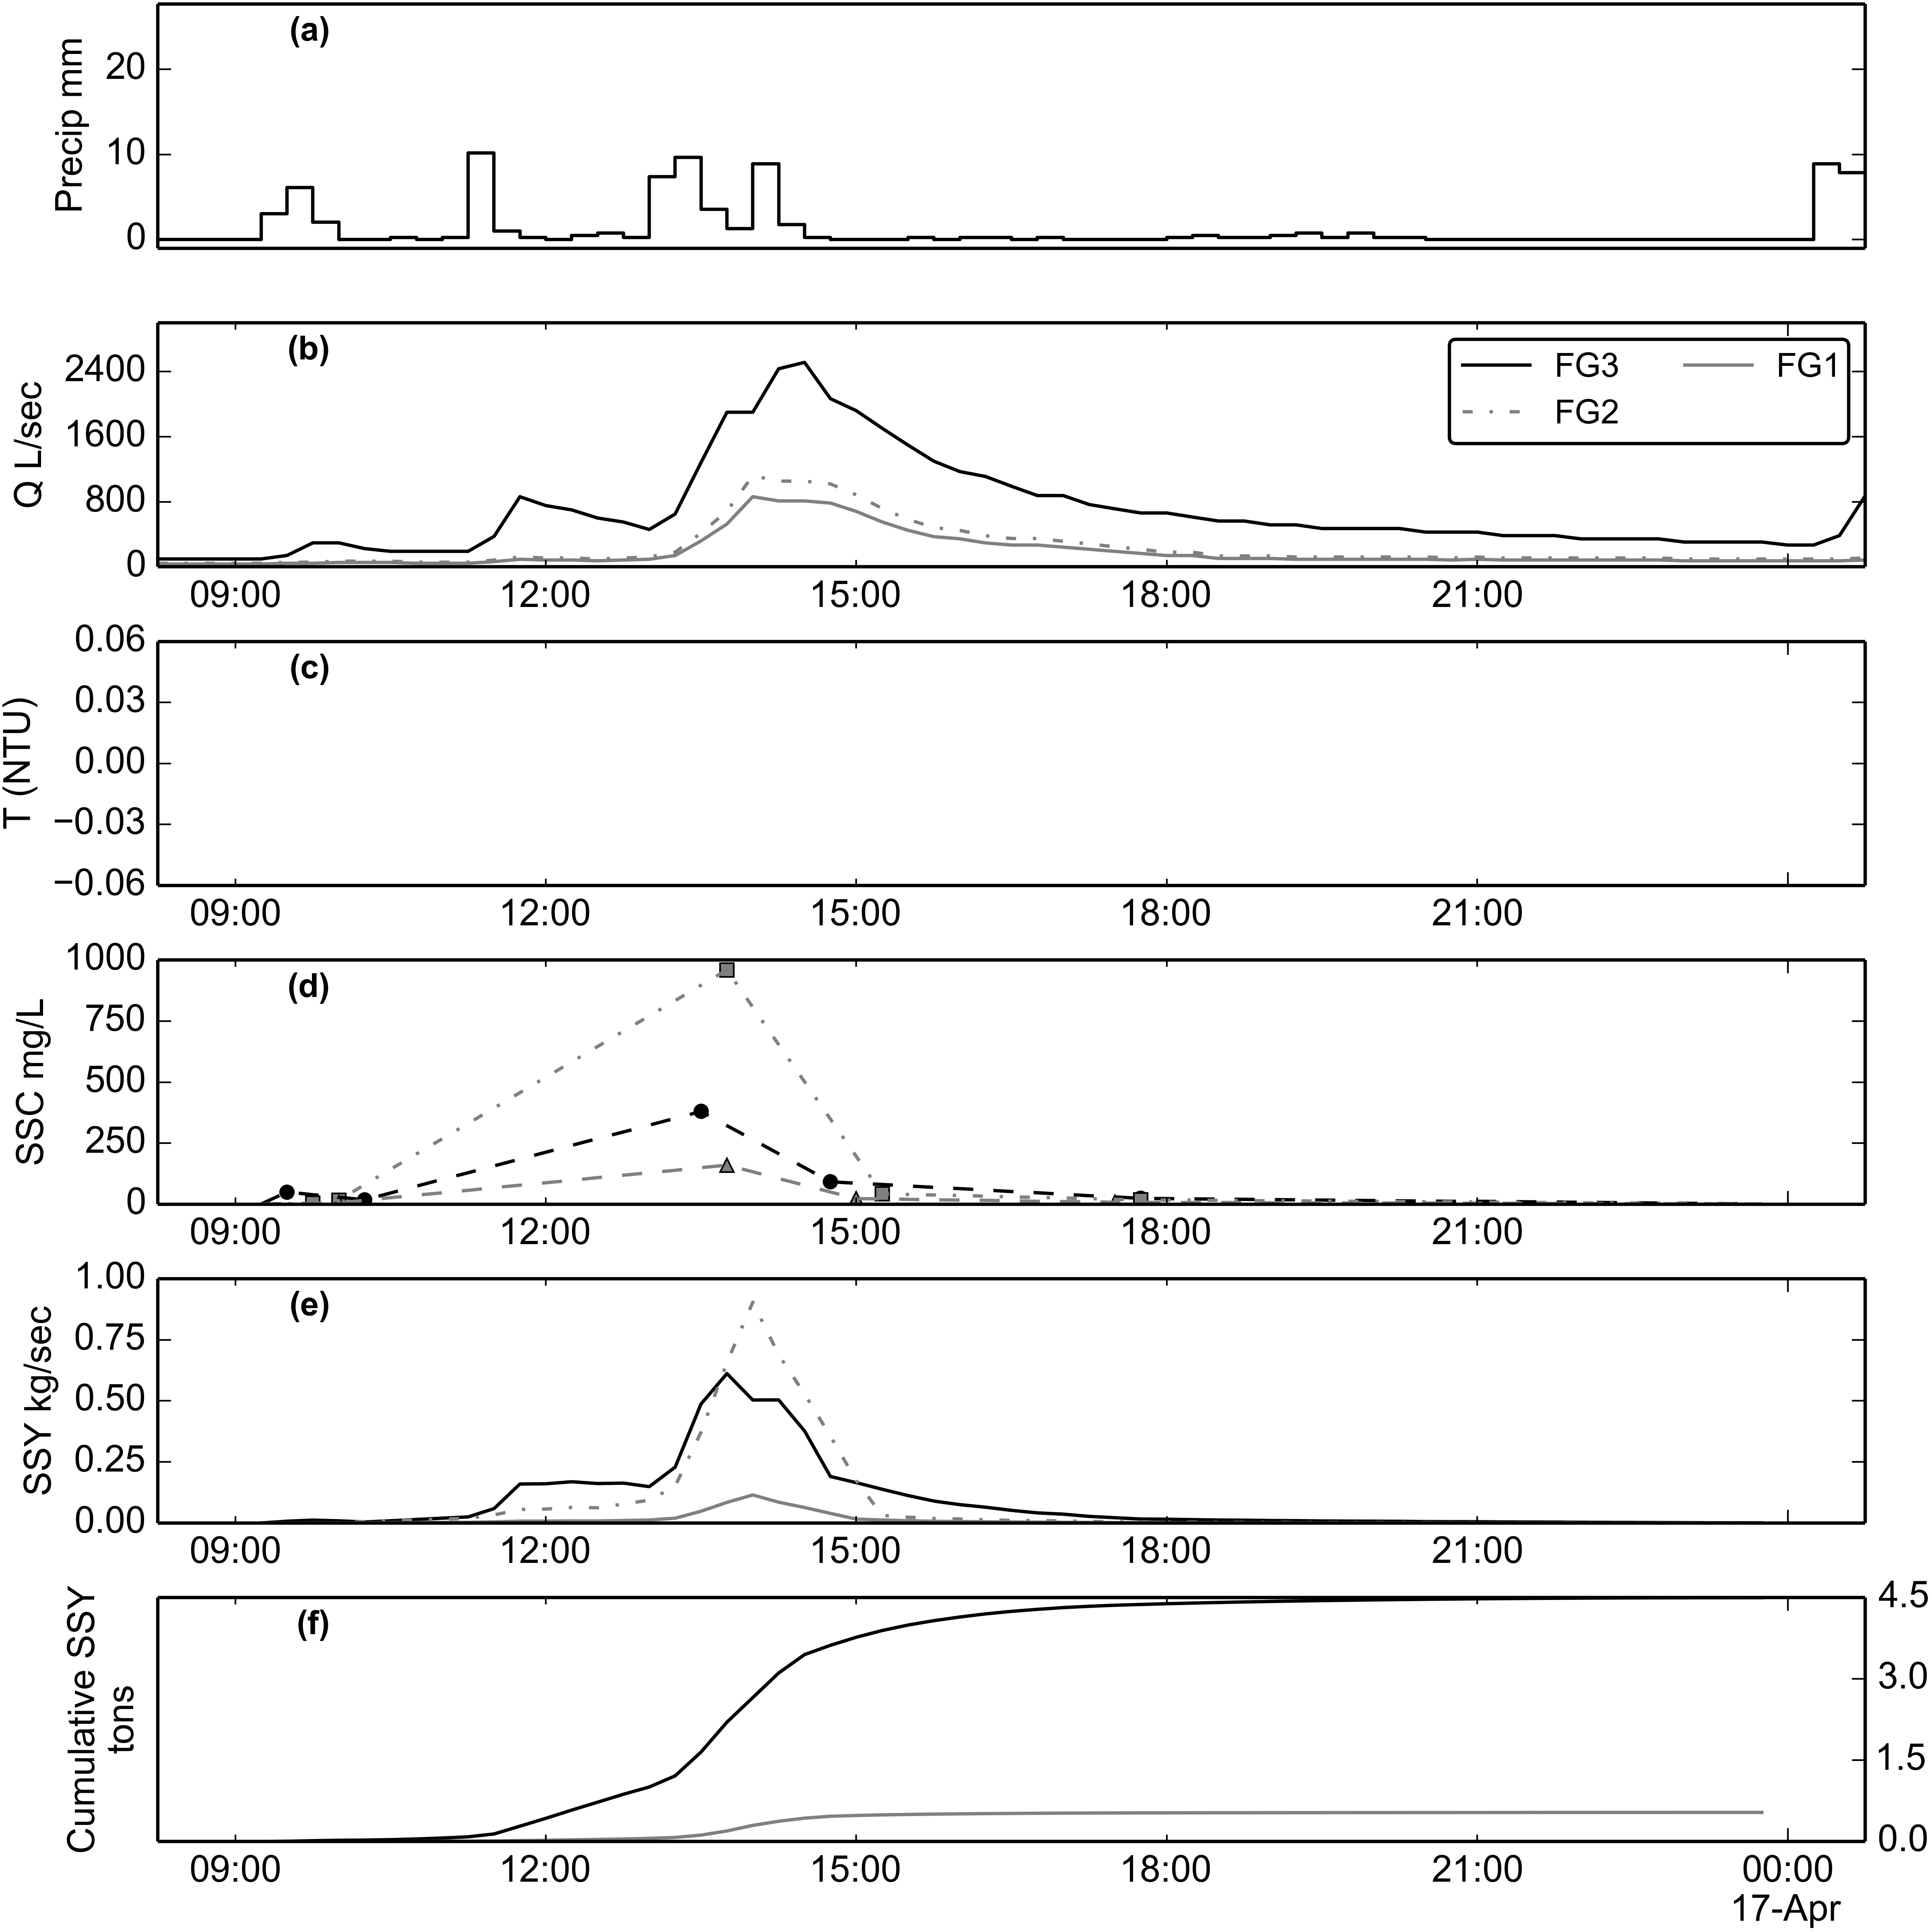 (a)
Precip mm
20
10
0
(b)
Q L/sec
2400
1600
800
0
FG3 FG1
FG2
09:00 12:00 15:00 18:00 21:00
(c)
T (NTU)
0.06
0.03
0.00
−0.03
−0.06
09:00 12:00 15:00 18:00 21:00
(d)
SSC mg/L
1000
750
500
250
0
09:00 12:00 15:00 18:00 21:00
(e)
SSY kg/sec
1.00
0.75
0.50
0.25
0.00
09:00 12:00 15:00 18:00 21:00
(f)
Cumulative SSY
tons
4.5
3.0
1.5
0.0
09:00 12:00 15:00 18:00 21:00 00:00
17-Apr